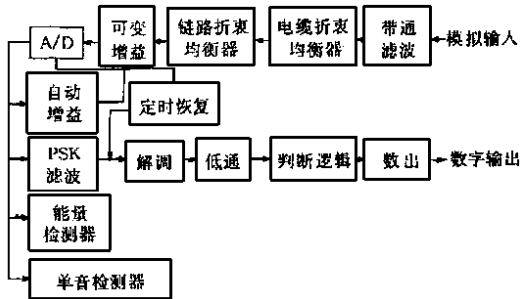 A/D
可变
增益
链路折衷
均衡器
电缆折衷
均衡器
带通
滤波
模拟输入
自动
增益
定时恢复
PSK
滤波
解调
低通
判断逻辑
数出
数字输出
能量
检测器
单音检测器